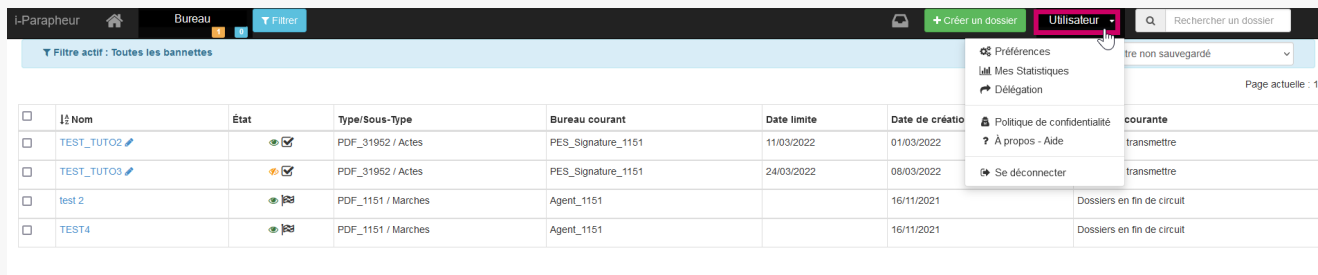 i-Parapheur Bureau 1 0 Filtrer Créer un dossier Utilisateur Rechercher un dossier
Filtre actif : Toutes les bannettes tre non sauvegardé
Préférences
Mes Statistiques
Délégation
Politique de confidentialité
À propos - Aide
Se déconnecter
Page actuelle : 1
Nom État Type/Sous-Type Bureau courant Date limite Date de création courante
TEST_TUTO2 PDF_31952 / Actes PES_Signature_1151 11/03/2022 01/03/2022 transmettre
TEST_TUTO3 PDF_31952 / Actes PES_Signature_1151 24/03/2022 08/03/2022 transmettre
test 2 PDF_1151 / Marches Agent_1151 16/11/2021 Dossiers en fin de circuit
TEST4 PDF_1151 / Marches Agent_1151 16/11/2021 Dossiers en fin de circuit